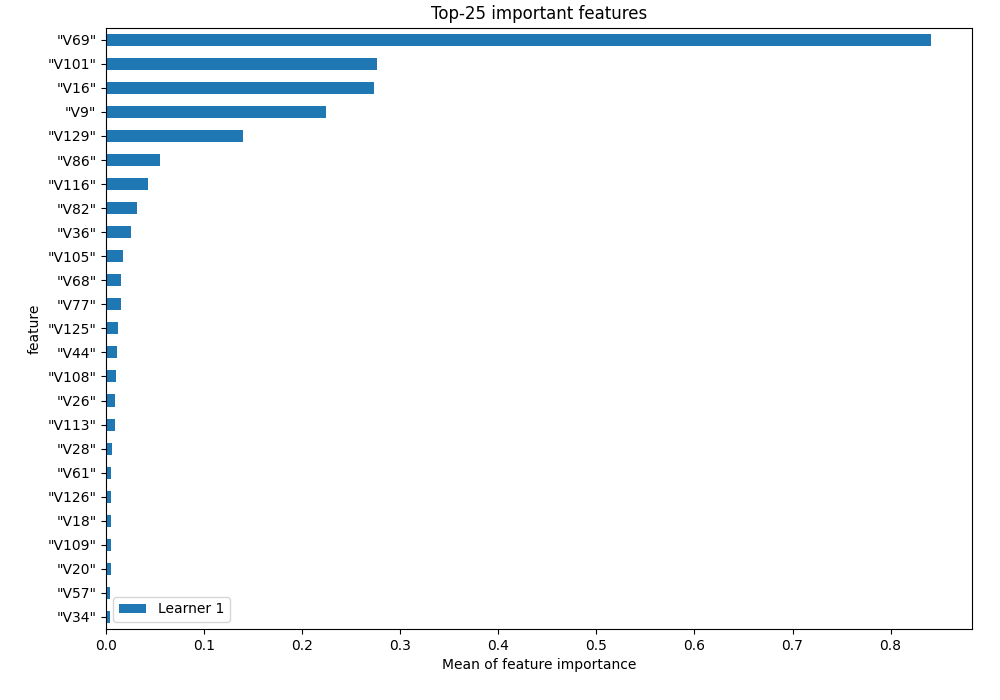 Top-25 important features
"V69"
"V101"
"V16"
"V9"
"V129"
"V86"
"V116"
"V82"
"V36"
"V105"
"V68"
"V77"
"V125"
"V44"
"V108"
"V26"
"V113"
"V28"
"V61"
"V126"
"V18"
"V109"
"V20"
"V57"
"V34"
feature
Learner 1
0.0 0.1 0.2 0.3 0.4 0.5 0.6 0.7 0.8
Mean of feature importance